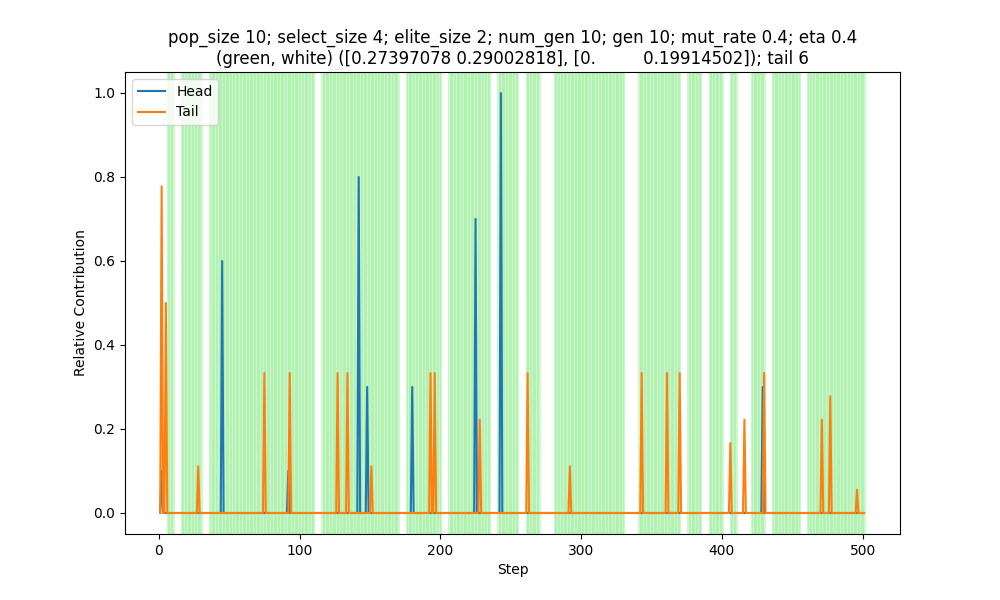 pop_size 10; select_size 4; elite_size 2; num_gen 10; gen 10; mut_rate 0.4; eta 0.4
(green, white) ([0.27397078 0.29002818], [0.         0.19914502]); tail 6
Head
Tail
1.0
0.8
0.6
0.4
0.2
0.0
Relative Contribution
0 100 200 300 400 500
Step